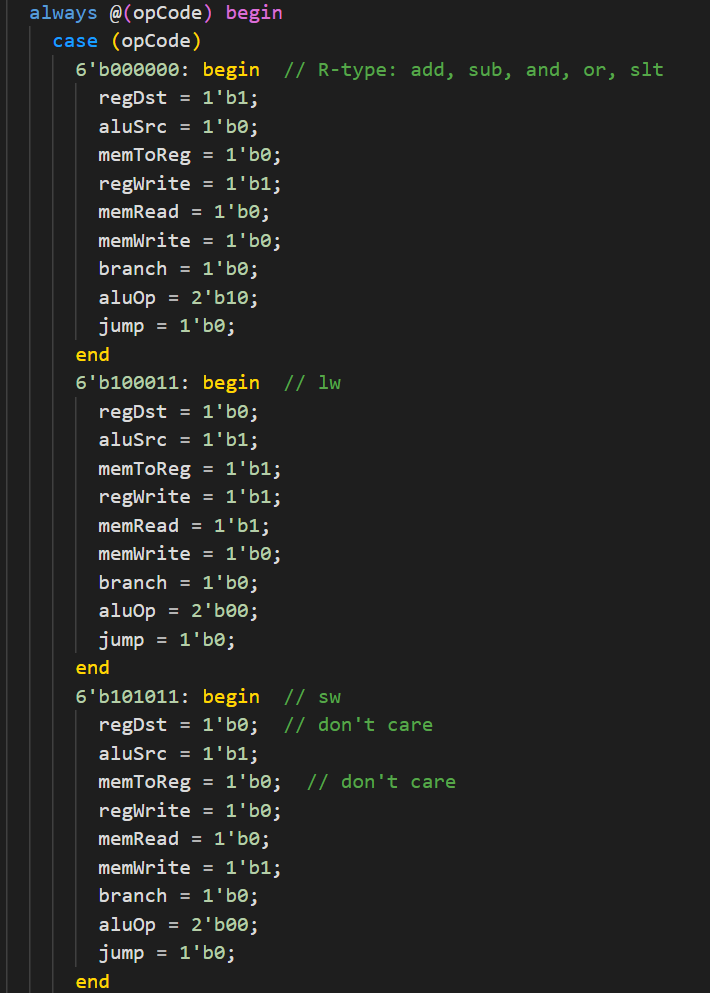 always @(opCode) begin
case (opCode)
6'b000000: begin  // R-type: add, sub, and, or, slt
regDst = 1'b1;
aluSrc = 1'b0;
memToReg = 1'b0;
regWrite = 1'b1;
memRead = 1'b0;
memWrite = 1'b0;
branch = 1'b0;
aluOp = 2'b10;
jump = 1'b0;
end
6'b100011: begin  // lw
regDst = 1'b0;
aluSrc = 1'b1;
memToReg = 1'b1;
regWrite = 1'b1;
memRead = 1'b1;
memWrite = 1'b0;
branch = 1'b0;
aluOp = 2'b00;
jump = 1'b0;
end
6'b101011: begin  // sw
regDst = 1'b0;  // don't care
aluSrc = 1'b1;
memToReg = 1'b0;  // don't care
regWrite = 1'b0;
memRead = 1'b0;
memWrite = 1'b1;
branch = 1'b0;
aluOp = 2'b00;
jump = 1'b0;
end